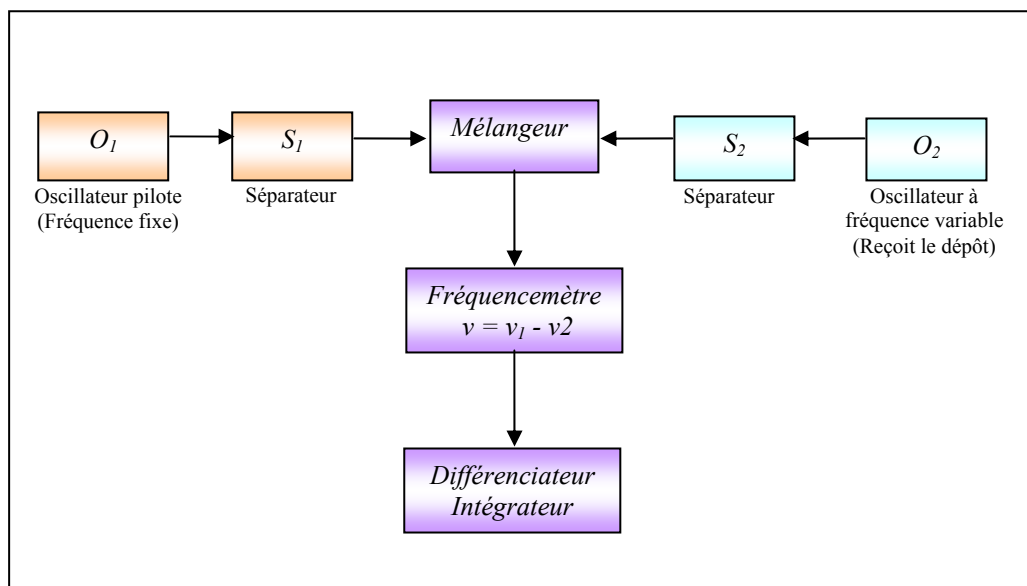 O1
Oscillateur pilote
(Fréquence fixe)
S1
Séparateur
Mélangeur
S2
Séparateur
O2
Oscillateur à
fréquence variable
(Reçoit le dépôt)
Fréquencemètre
ν = ν1 - ν2
Différenciateur
Intégrateur